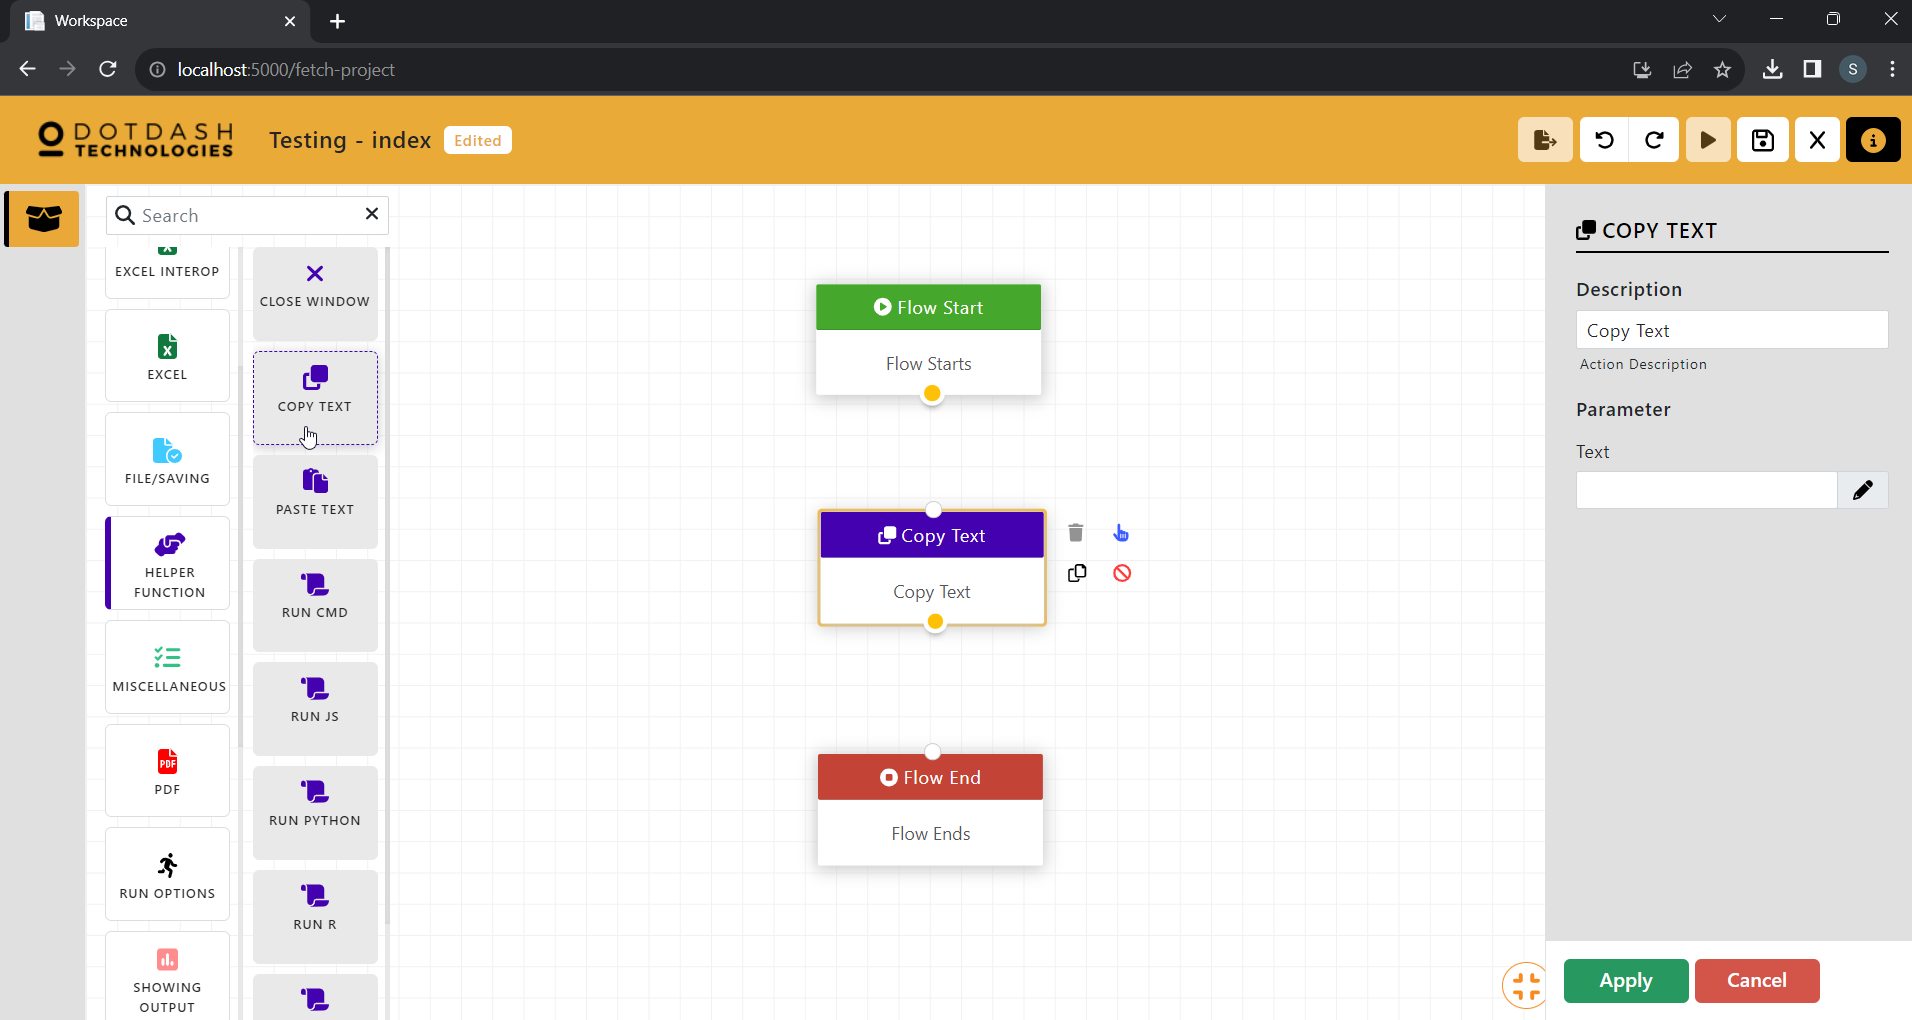 Workspace
localhost:5000/fetch-project
S
DOTDASH
TECHNOLOGIES
Testing - index
Edited
Search
EXCEL INTEROP
EXCEL
FILE/SAVING
HELPER
FUNCTION
MISCELLANEOUS
PDF
PDF
RUN OPTIONS
SHOWING
OUTPUT
CLOSE WINDOW
COPY TEXT
PASTE TEXT
RUN CMD
RUN JS
RUN PYTHON
RUN R
Flow Start
Flow Starts
Copy Text
Copy Text
Flow End
Flow Ends
COPY TEXT
Description
Copy Text
Action Description
Parameter
Text
Apply
Cancel